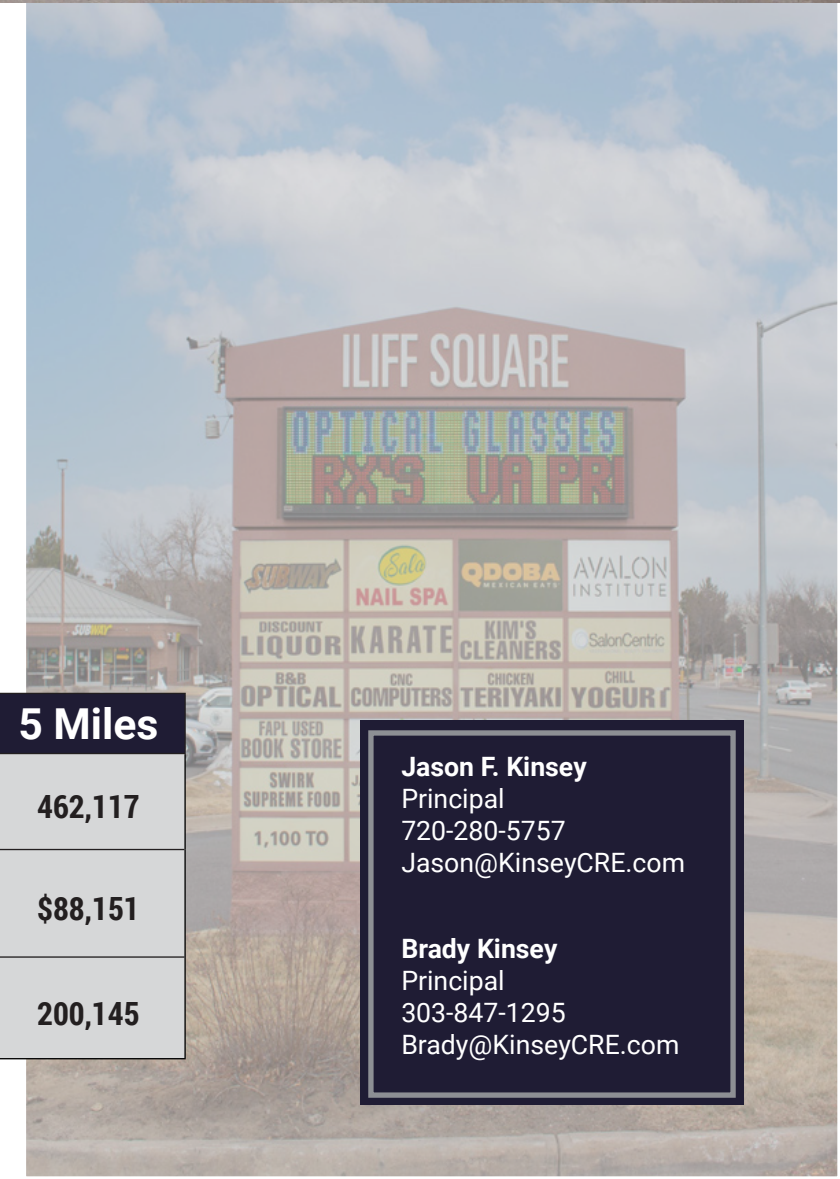 ILIFF SQUARE
OPTICAL GLASSES
RX'S VA PRI
SUBWAY
Sala
NAIL SPA
QDOBA
MEXICAN EATS
AVALON
INSTITUTE
DISCOUNT
LIQUOR
KARATE
KIM'S
CLEANERS
SalonCentric
B&B
OPTICAL
CNC
COMPUTERS
CHICKEN
TERIYAKI
CHILL
YOGURT
FAPL USED
BOOK STORE
SWIRK
SUPREME FOOD
1,100 TO
SUBWAY
5 Miles
462,117
$88,151
200,145
Jason F. Kinsey
Principal
720-280-5757
Jason@KinseyCRE.com
Brady Kinsey
Principal
303-847-1295
Brady@KinseyCRE.com